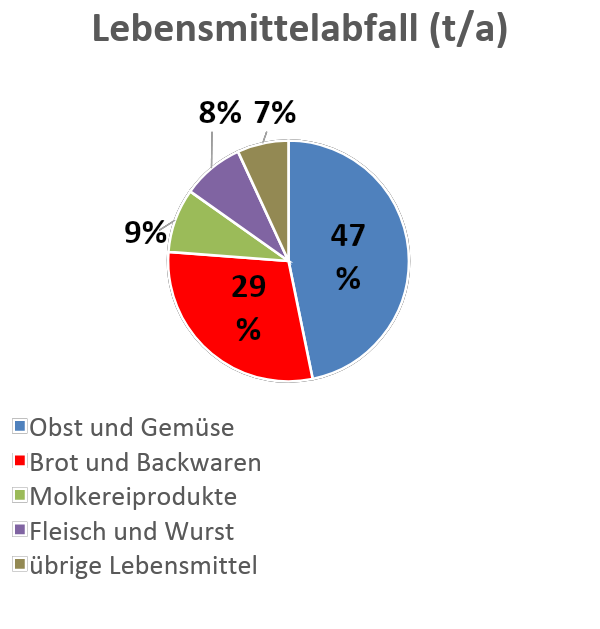 Lebensmittelabfall (t/a)
8% 7%
9%
47
%
29
%
Obst und Gemüse
Brot und Backwaren
Molkereiprodukte
Fleisch und Wurst
übrige Lebensmittel